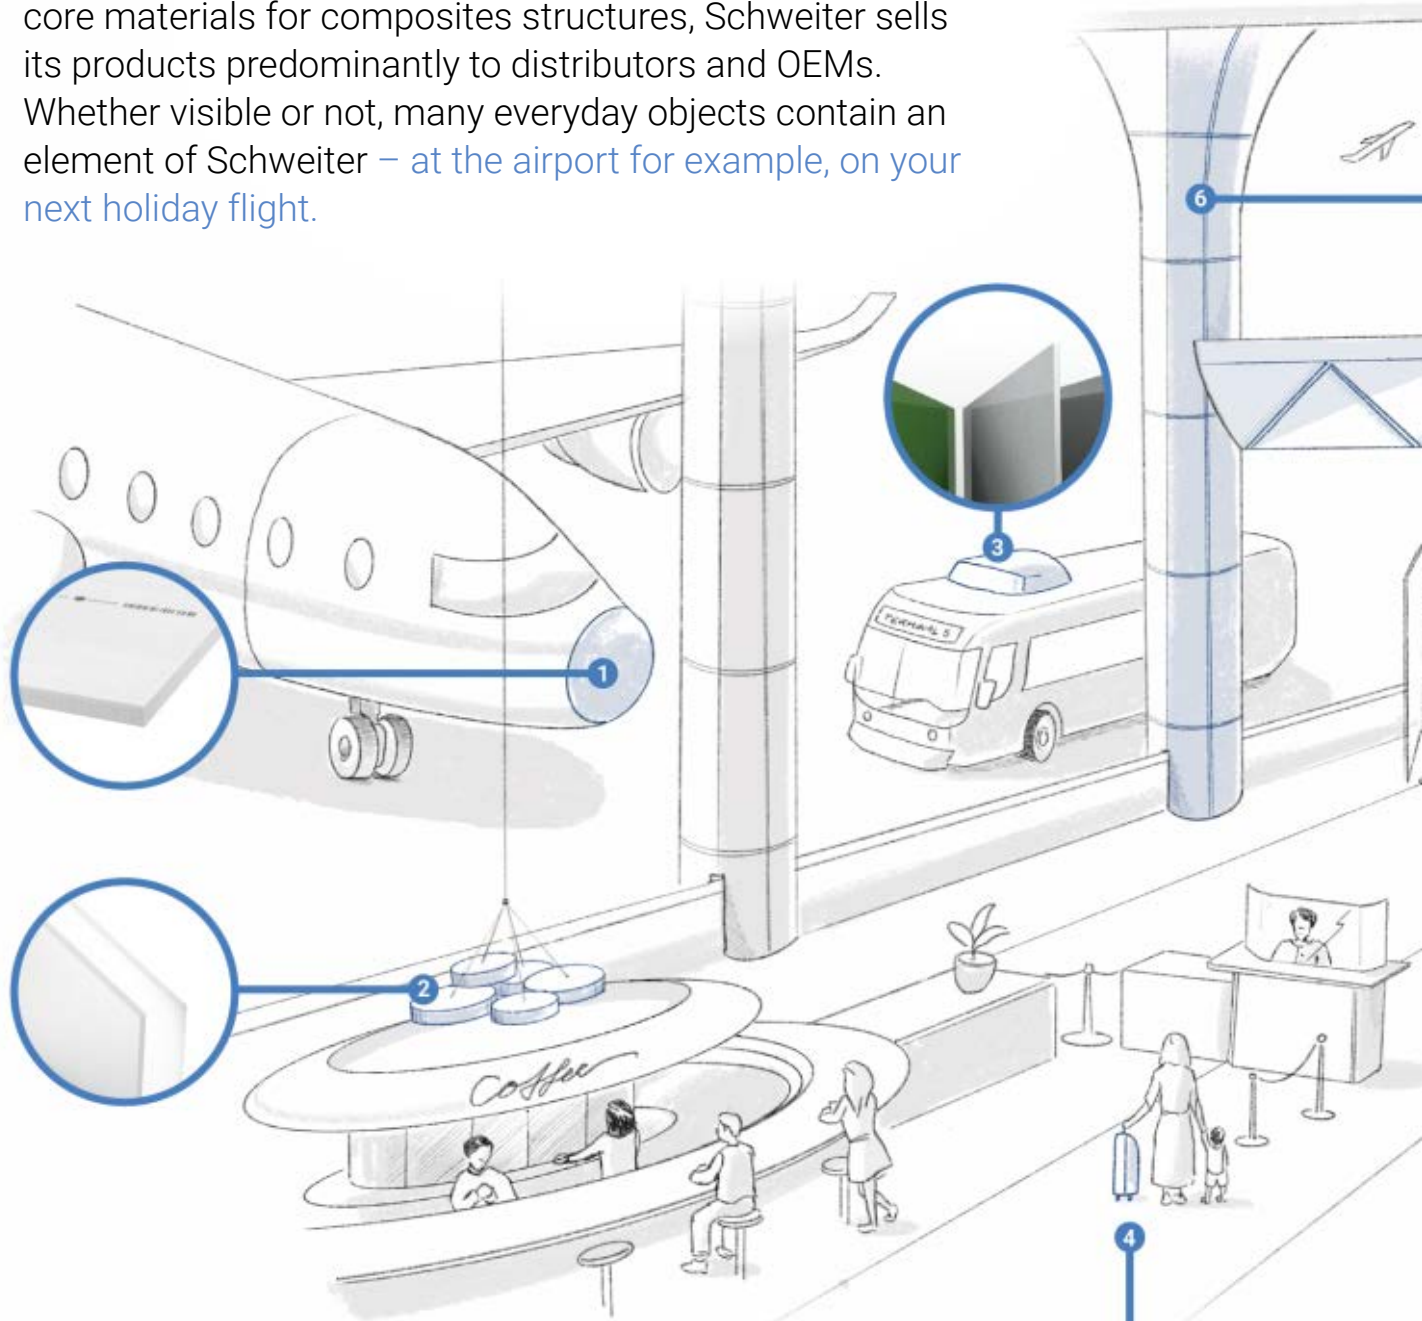 core materials for composites structures, Schweiter sells
its products predominantly to distributors and OEMs.
Whether visible or not, many everyday objects contain an
element of Schweiter – at the airport for example, on your
next holiday flight.
6
3
TERMINAL 5
1
2
Coffee
4